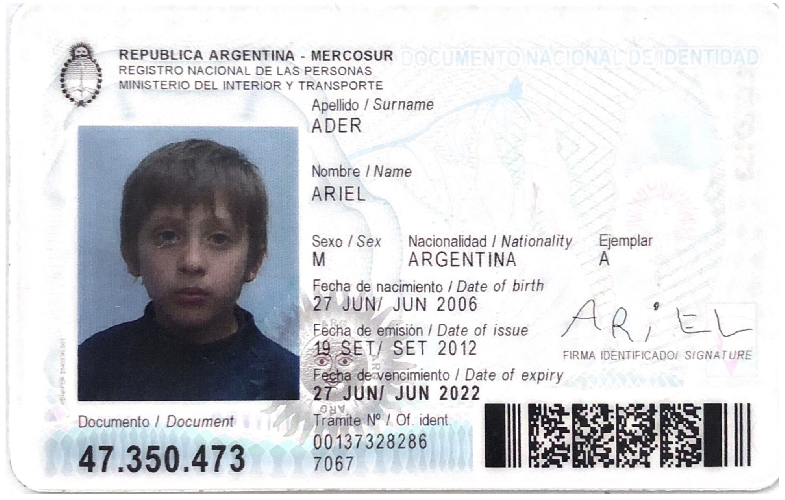 REPUBLICA ARGENTINA - MERCOSUR
DOCUMENTO NACIONAL DE IDENTIDAD
REGISTRO NACIONAL DE LAS PERSONAS
MINISTERIO DEL INTERIOR Y TRANSPORTE
Apellido / Surname
ADER
Nombre / Name
ARIEL
Sexo / Sex Nacionalidad / Nationality Ejemplar
M ARGENTINA A
Fecha de nacimiento / Date of birth
27 JUN/ JUN 2006
Fecha de emisión / Date of issue
19 SET/ SET 2012
Fecha de vencimiento / Date of expiry
27 JUN/ JUN 2022
ARiEL
FIRMA IDENTIFICADO/ SIGNATURE
Documento / Document
47.350.473
Tramite Nº / Of. ident.
00137328286
7067